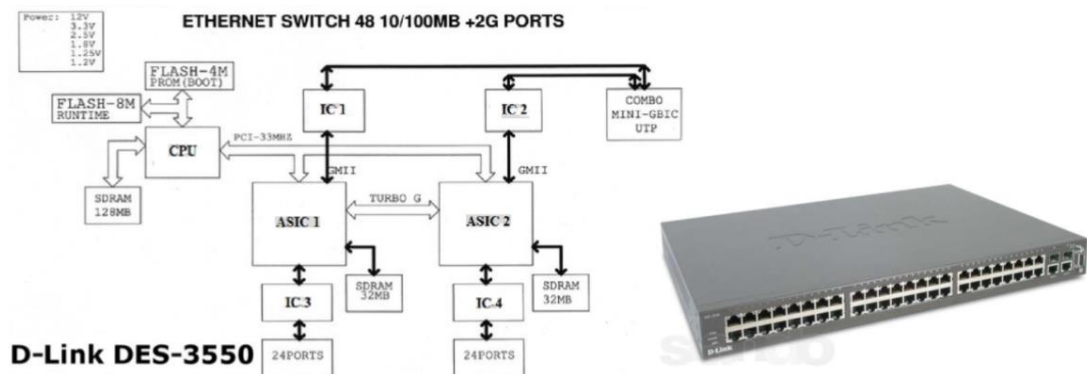 ETHERNET SWITCH 48 10/100MB +2G PORTS
Power: 12V
3.3V
2.5V
1.8V
1.25V
1.2V
FLASH-4M
PROM(BOOT)
FLASH-8M
RUNTIME
CPU
SDRAM
128MB
PCI-33MHZ
IC 1
IC 2
COMBO
MINI-GBIC
UTP
GMII
GMII
ASIC 1
TURBO G
ASIC 2
SDRAM
32MB
SDRAM
32MB
IC-3
IC-4
24PORTS
24PORTS
D-Link DES-3550
D-Link
D-Link